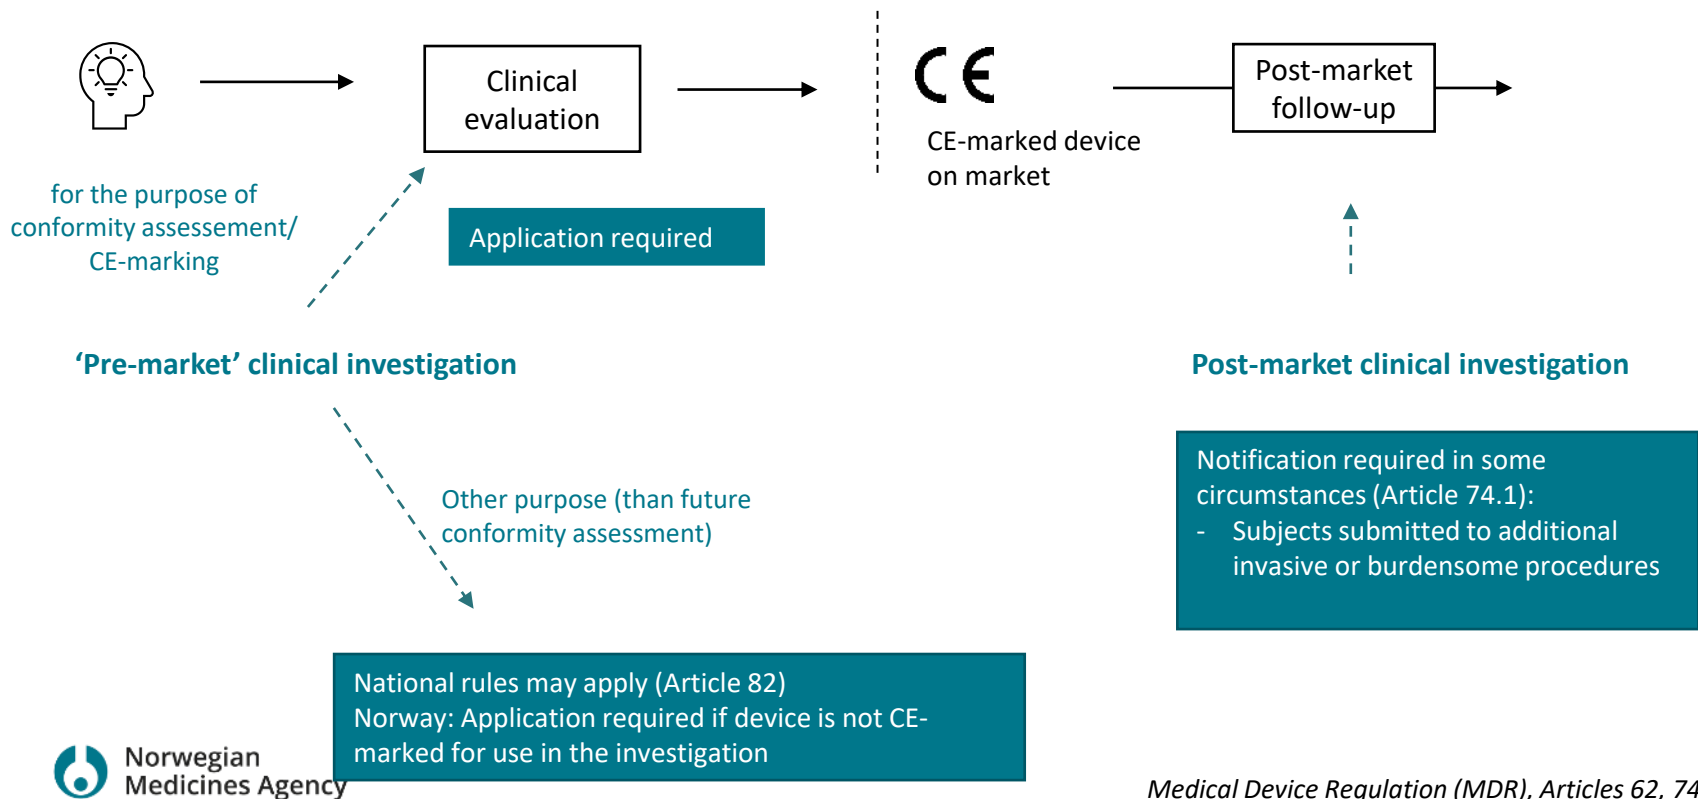 Clinical
evaluation
CE
CE-marked device
on market
Post-market
follow-up
for the purpose of
conformity assessement/
CE-marking
Application required
‘Pre-market’ clinical investigation
Post-market clinical investigation
Other purpose (than future
conformity assessment)
Notification required in some
circumstances (Article 74.1):
- Subjects submitted to additional
invasive or burdensome procedures
National rules may apply (Article 82)
Norway: Application required if device is not CE-
marked for use in the investigation
Norwegian
Medicines Agency
Medical Device Regulation (MDR), Articles 62, 74